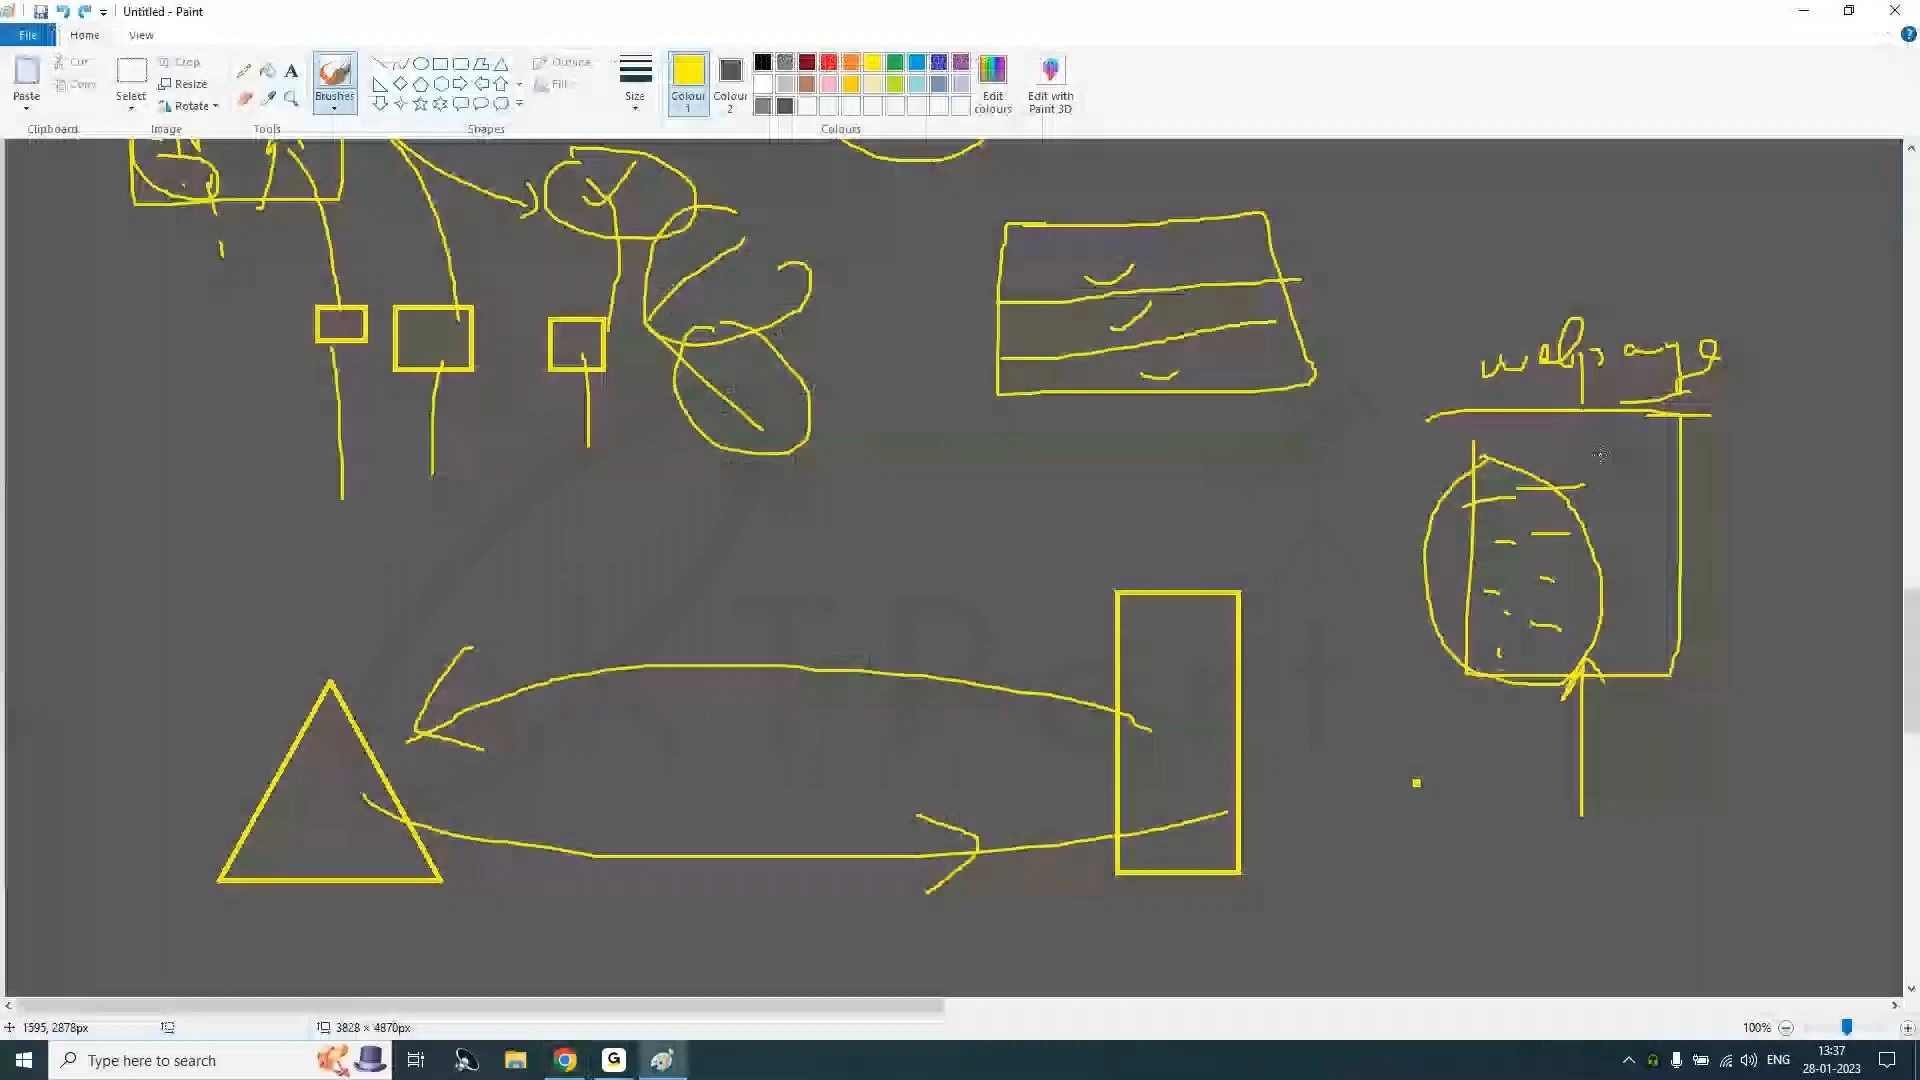 Untitled - Paint
File Home View
Paste Cut Copy
Clipboard
Select Crop Resize Rotate
Image
A
Tools
Shapes
Outline Fill
Size
Colour 1 Colour 2
Colours
Edit colours
Edit with Paint 3D
webpage
1595, 2878px
3828 × 4870px
100%
Type here to search
G
ENG
13:37
28-01-2023